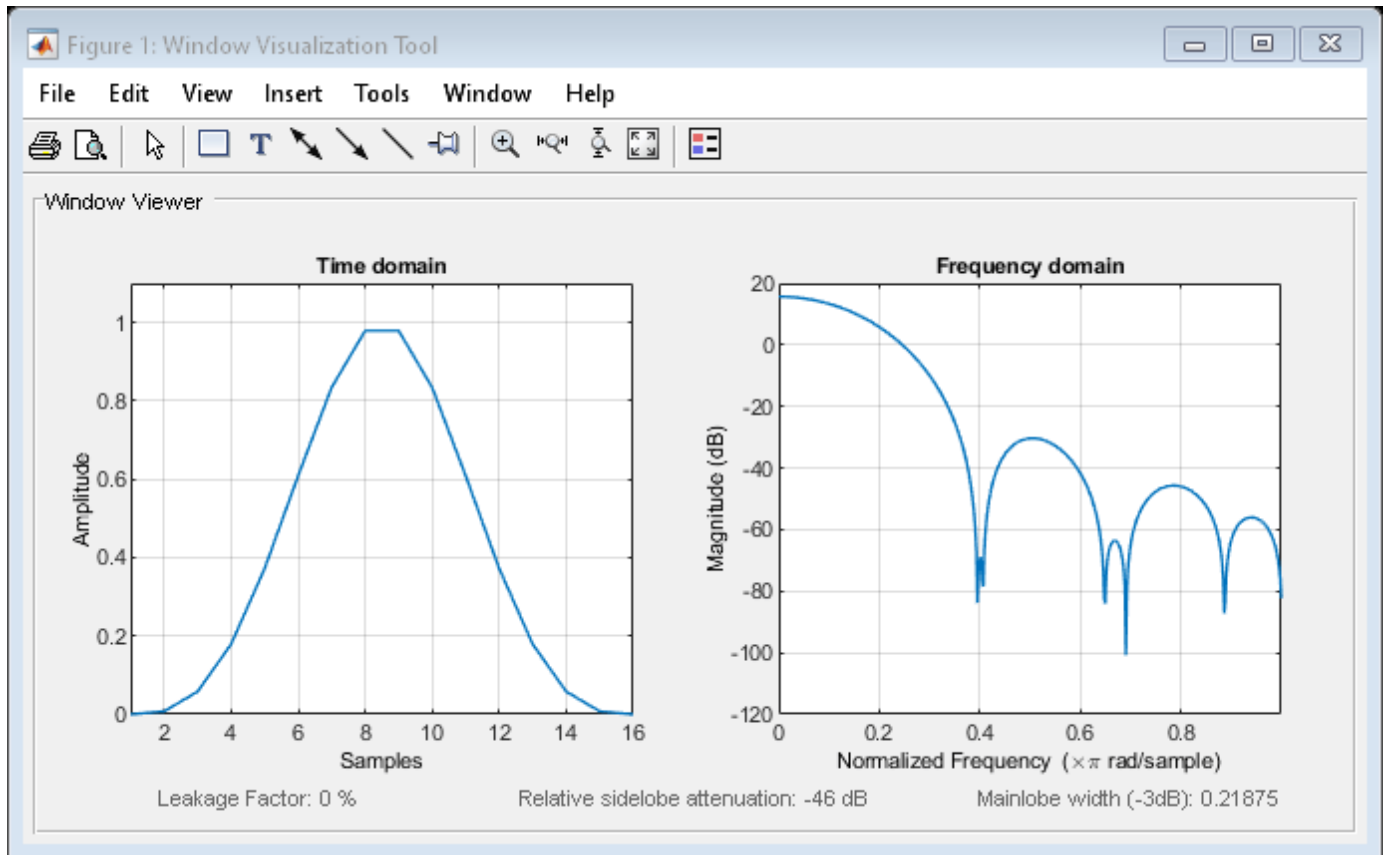 Figure 1: Window Visualization Tool
File Edit View Insert Tools Window Help
T
Window Viewer
Time domain
1
0.8
0.6
0.4
0.2
0
Amplitude
2 4 6 8 10 12 14 16
Samples
Frequency domain
20
0
-20
-40
-60
-80
-100
-120
Magnitude (dB)
0 0.2 0.4 0.6 0.8
Normalized Frequency (×π rad/sample)
Leakage Factor: 0 % Relative sidelobe attenuation: -46 dB Mainlobe width (-3dB): 0.21875